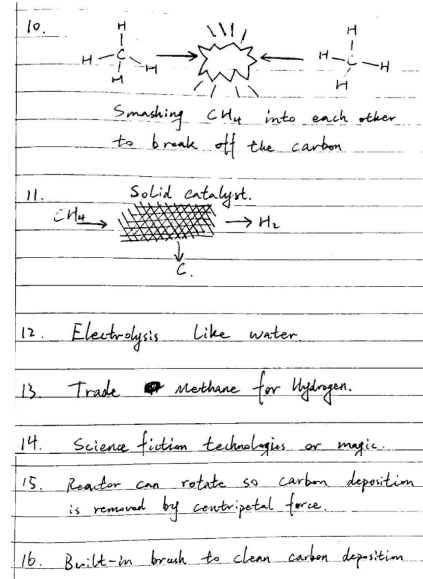 10.
H
H C H
H
H
H C H
H
Smashing CH4 into each other
to break off the carbon
11. Solid catalyst.
CH4 → → H2
↓
C.
12. Electrolysis Like water.
13. Trade Methane for Hydrogen.
14. Science fiction technologies or magic.
15. Reactor can rotate so carbon deposition
is removed by centripetal force.
16. Built-in brush to clean carbon deposition